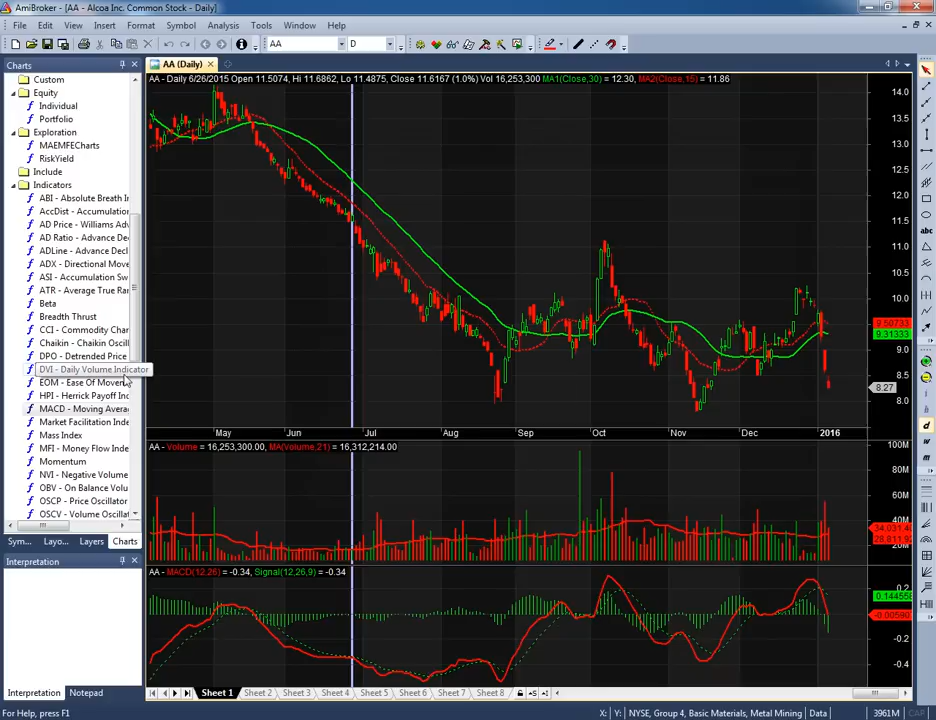 AmiBroker - [AA - Alcoa Inc. Common Stock - Daily]
File Edit View Insert Format Symbol Analysis Tools Window Help
AA D
Charts
AA (Daily)
Custom
Equity
Individual
Portfolio
Exploration
MAEMFECharts
RiskYield
Include
Indicators
ABI - Absolute Breath I
AccDist - Accumulation
AD Price - Williams Adv
AD Ratio - Advance De
ADLine - Advance Decl
ADX - Directional Move
ASI - Accumulation Sw
ATR - Average True Ra
Beta
Breadth Thrust
CCI - Commodity Char
Chaikin - Chaikin Oscill
DPO - Detrended Price
DVI - Daily Volume Indicator
EOM - Ease Of Movem
HPI - Herrick Payoff In
MACD - Moving Avera
Market Facilitation Inde
Mass Index
MFI - Money Flow Inde
Momentum
NVI - Negative Volume
OBV - On Balance Volu
OSCP - Price Oscillator
OSCV - Volume Oscillat
Sym... Layo... Layers Charts
Interpretation
Interpretation Notepad
AA - Daily 6/26/2015 Open 11.5074, Hi 11.6862, Lo 11.4875, Close 11.6167 (1.0%) Vol 16,253,300 MA1(Close,30) = 12.30, MA2(Close,15) = 11.86
14.0
13.5
13.0
12.5
12.0
11.5
11.0
10.5
10.0
9.50733
9.31333
9.0
8.5
8.27
8.0
May Jun Jul Aug Sep Oct Nov Dec 2016
AA - Volume = 16,253,300.00, MA(Volume,21) = 16,312,214.00
100M
80M
60M
40M
20M
AA - MACD(12,26) = -0.34, Signal(12,26,9) = -0.34
0.2
0.144558
-0.2
-0.4
Sheet 1 Sheet 2 Sheet 3 Sheet 4 Sheet 5 Sheet 6 Sheet 7 Sheet 8
abc
d
w
m
For Help, press F1
X: Y: NYSE, Group 4, Basic Materials, Metal Mining Data 3961M CAP